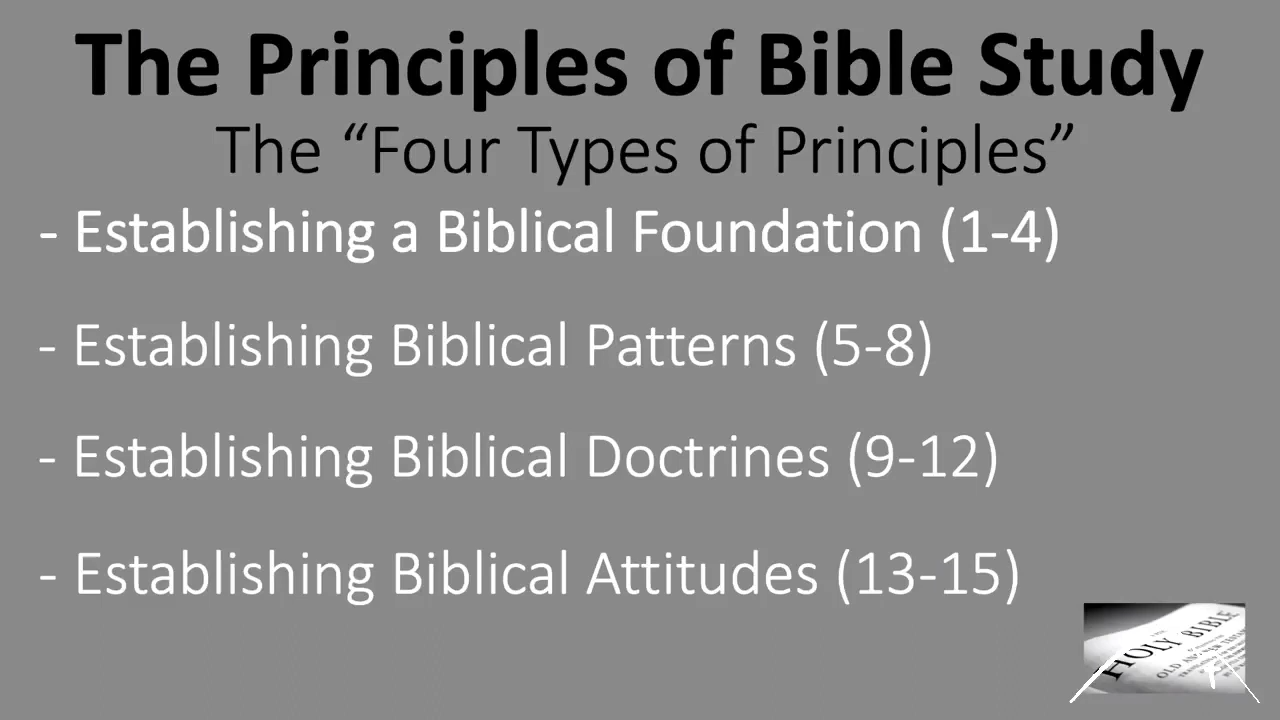 The Principles of Bible Study
The “Four Types of Principles”
- Establishing a Biblical Foundation (1-4)
- Establishing Biblical Patterns (5-8)
- Establishing Biblical Doctrines (9-12)
- Establishing Biblical Attitudes (13-15)
HOLY BIBLE